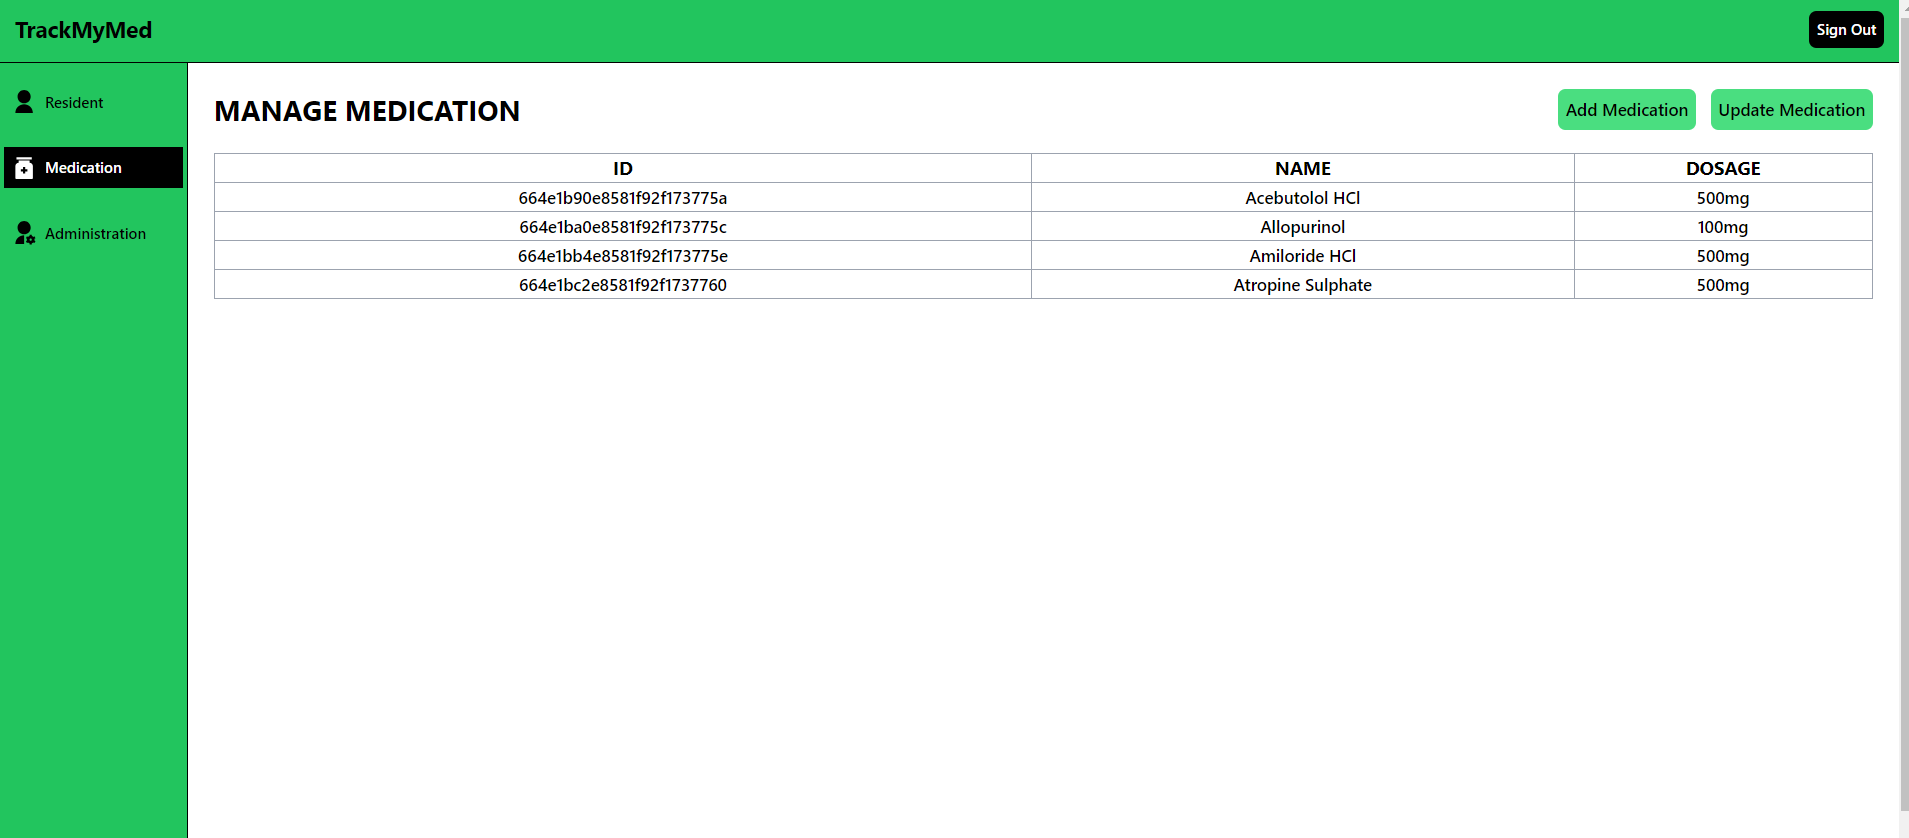 TrackMyMed
Sign Out
Resident
Medication
Administration
MANAGE MEDICATION
Add Medication
Update Medication
ID NAME DOSAGE
664e1b90e8581f92f173775a Acebutolol HCl 500mg
664e1ba0e8581f92f173775c Allopurinol 100mg
664e1bb4e8581f92f173775e Amiloride HCl 500mg
664e1bc2e8581f92f1737760 Atropine Sulphate 500mg